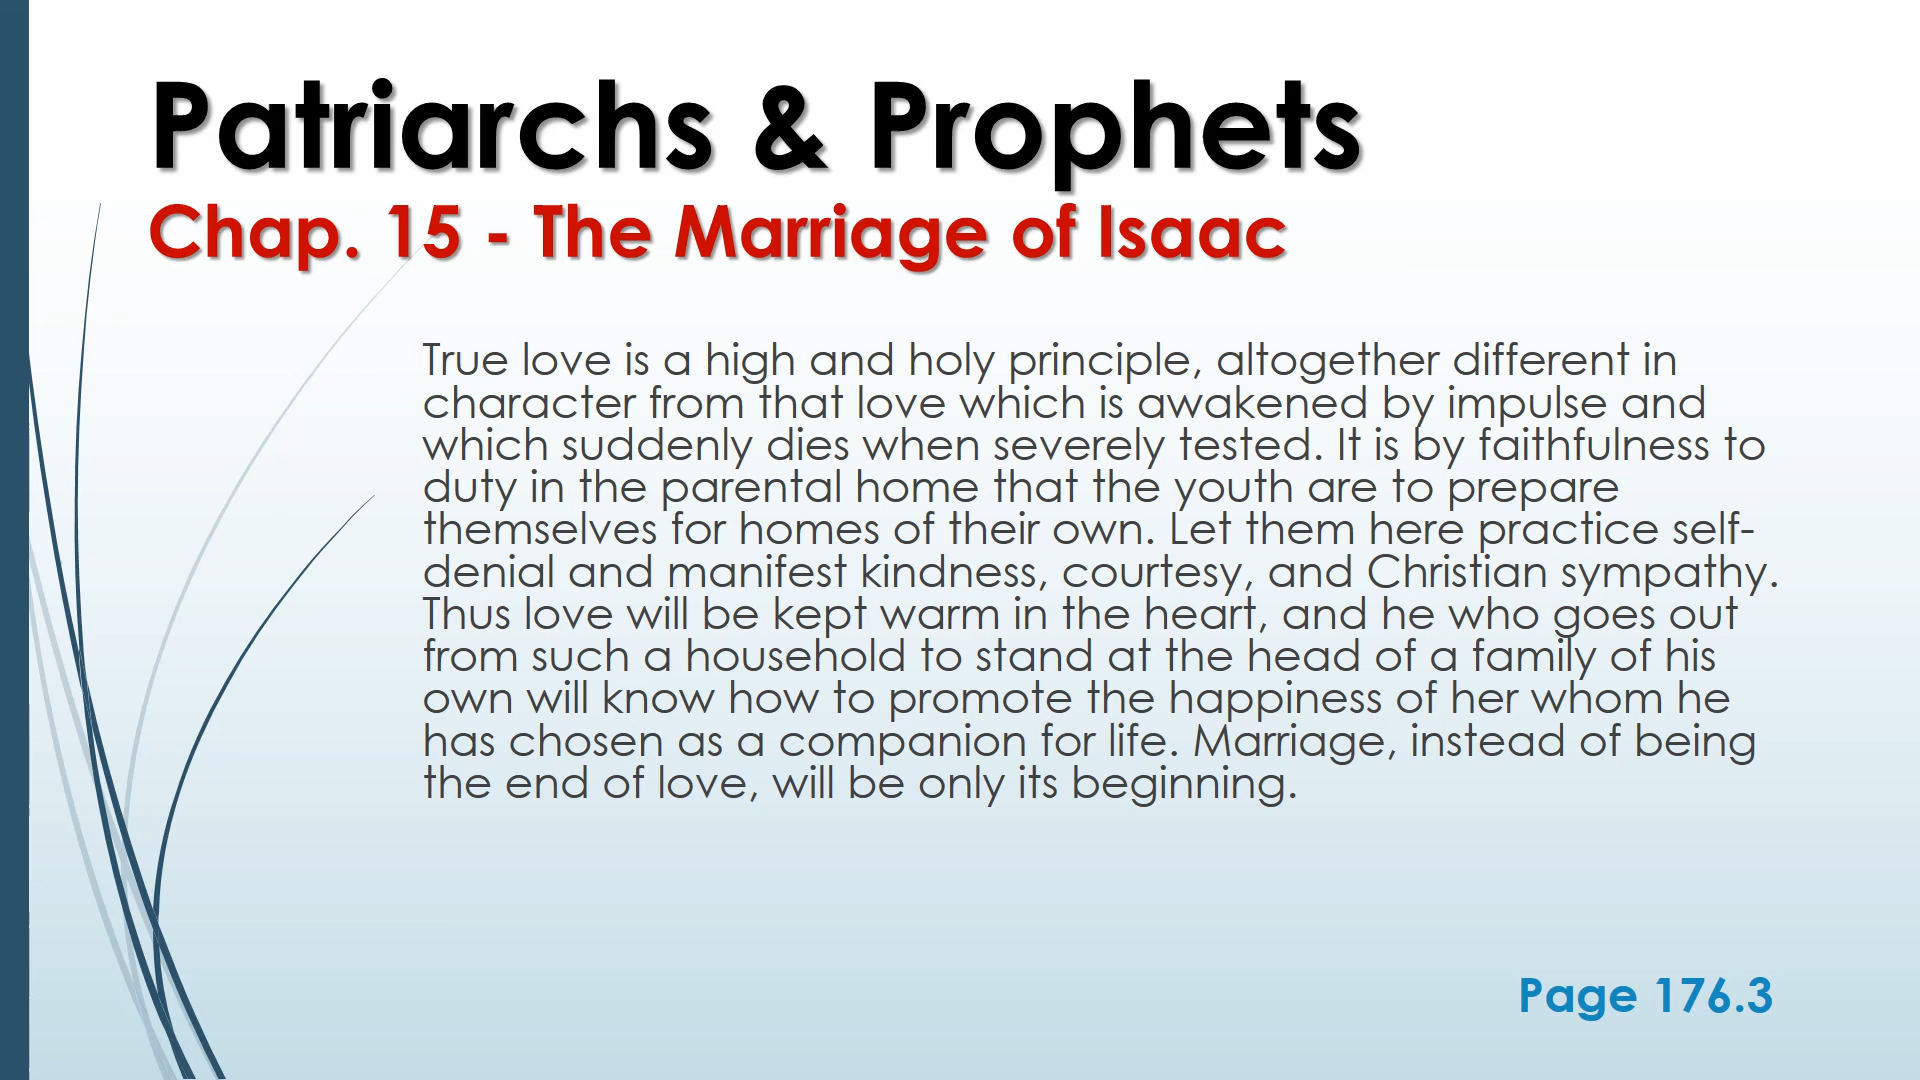 Patriarchs & Prophets
Chap. 15 - The Marriage of Isaac
True love is a high and holy principle, altogether different in
character from that love which is awakened by impulse and
which suddenly dies when severely tested. It is by faithfulness to
duty in the parental home that the youth are to prepare
themselves for homes of their own. Let them here practice self-
denial and manifest kindness, courtesy, and Christian sympathy.
Thus love will be kept warm in the heart, and he who goes out
from such a household to stand at the head of a family of his
own will know how to promote the happiness of her whom he
has chosen as a companion for life. Marriage, instead of being
the end of love, will be only its beginning.
Page 176.3